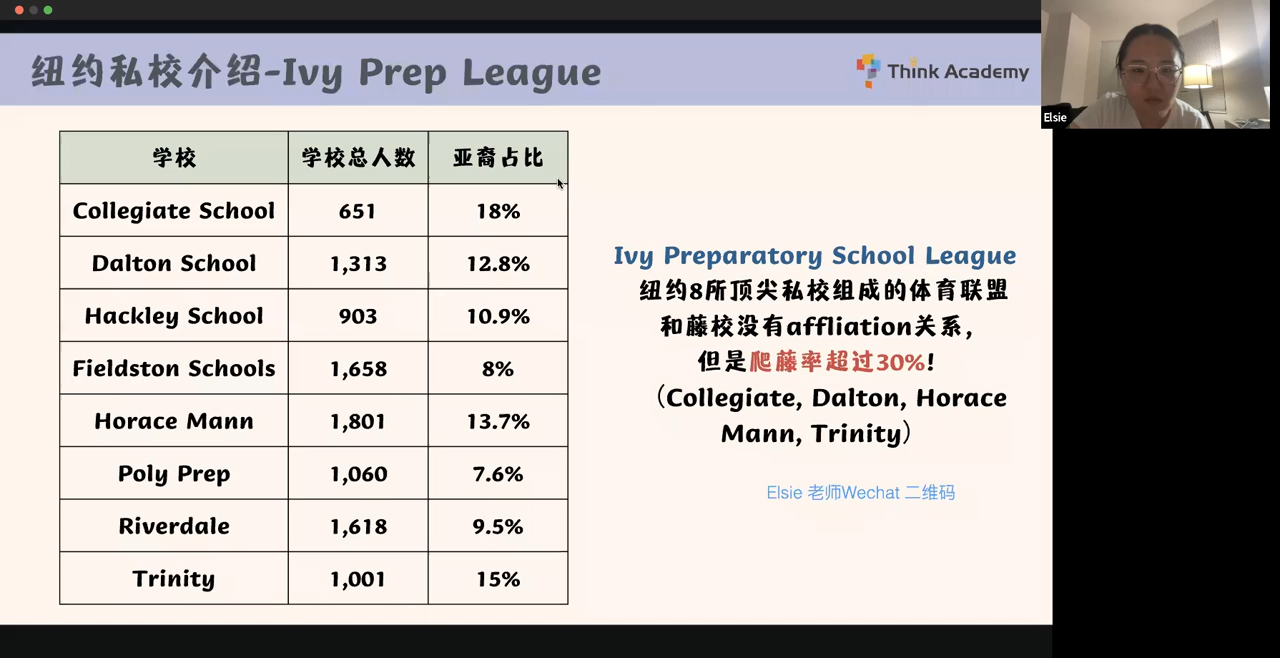 纽约私校介绍-Ivy Prep League
Think Academy
Elsie
学校 学校总人数 亚裔占比
Collegiate School 651 18%
Dalton School 1,313 12.8%
Hackley School 903 10.9%
Fieldston Schools 1,658 8%
Horace Mann 1,801 13.7%
Poly Prep 1,060 7.6%
Riverdale 1,618 9.5%
Trinity 1,001 15%
Ivy Preparatory School League
纽约8所顶尖私校组成的体育联盟
和藤校没有affliation关系，
但是爬藤率超过30%!
（Collegiate, Dalton, Horace
Mann, Trinity）
Elsie 老师Wechat 二维码